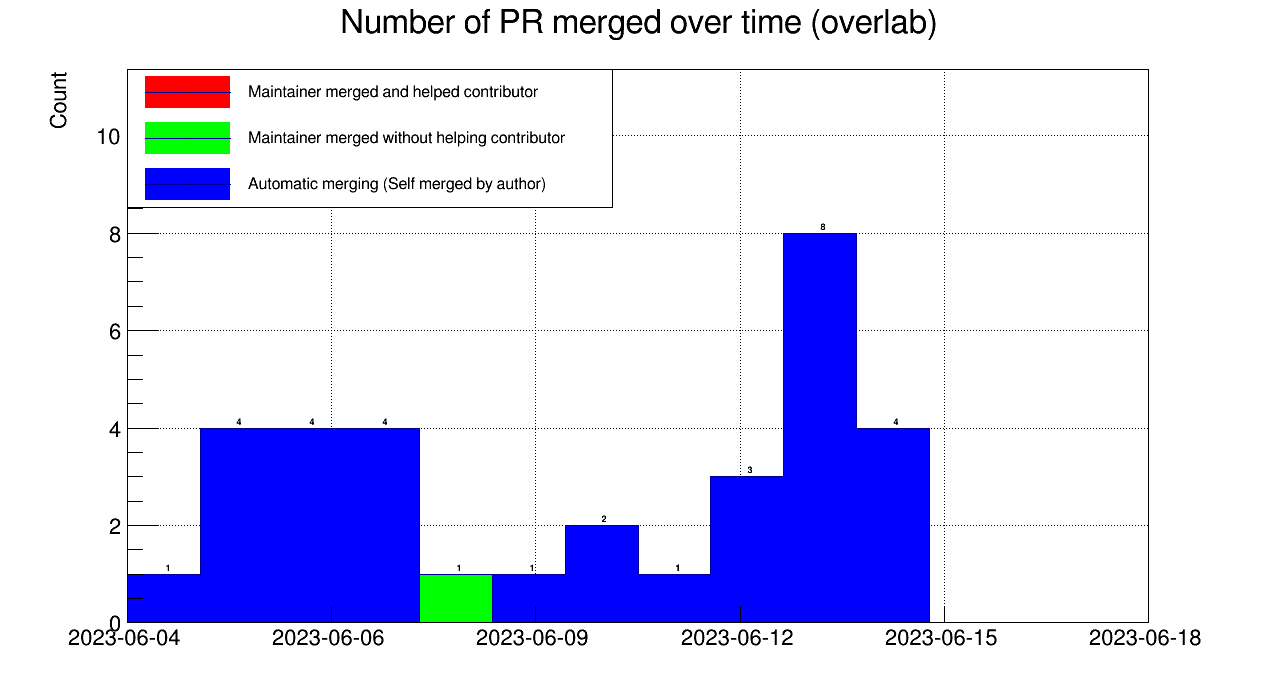 Number of PR merged over time (overlab)
Count
Maintainer merged and helped contributor
Maintainer merged without helping contributor
Automatic merging (Self merged by author)
10
8
6
4
2
0
1
4
4
4
1
1
2
1
3
8
4
2023-06-04 2023-06-06 2023-06-09 2023-06-12 2023-06-15 2023-06-18